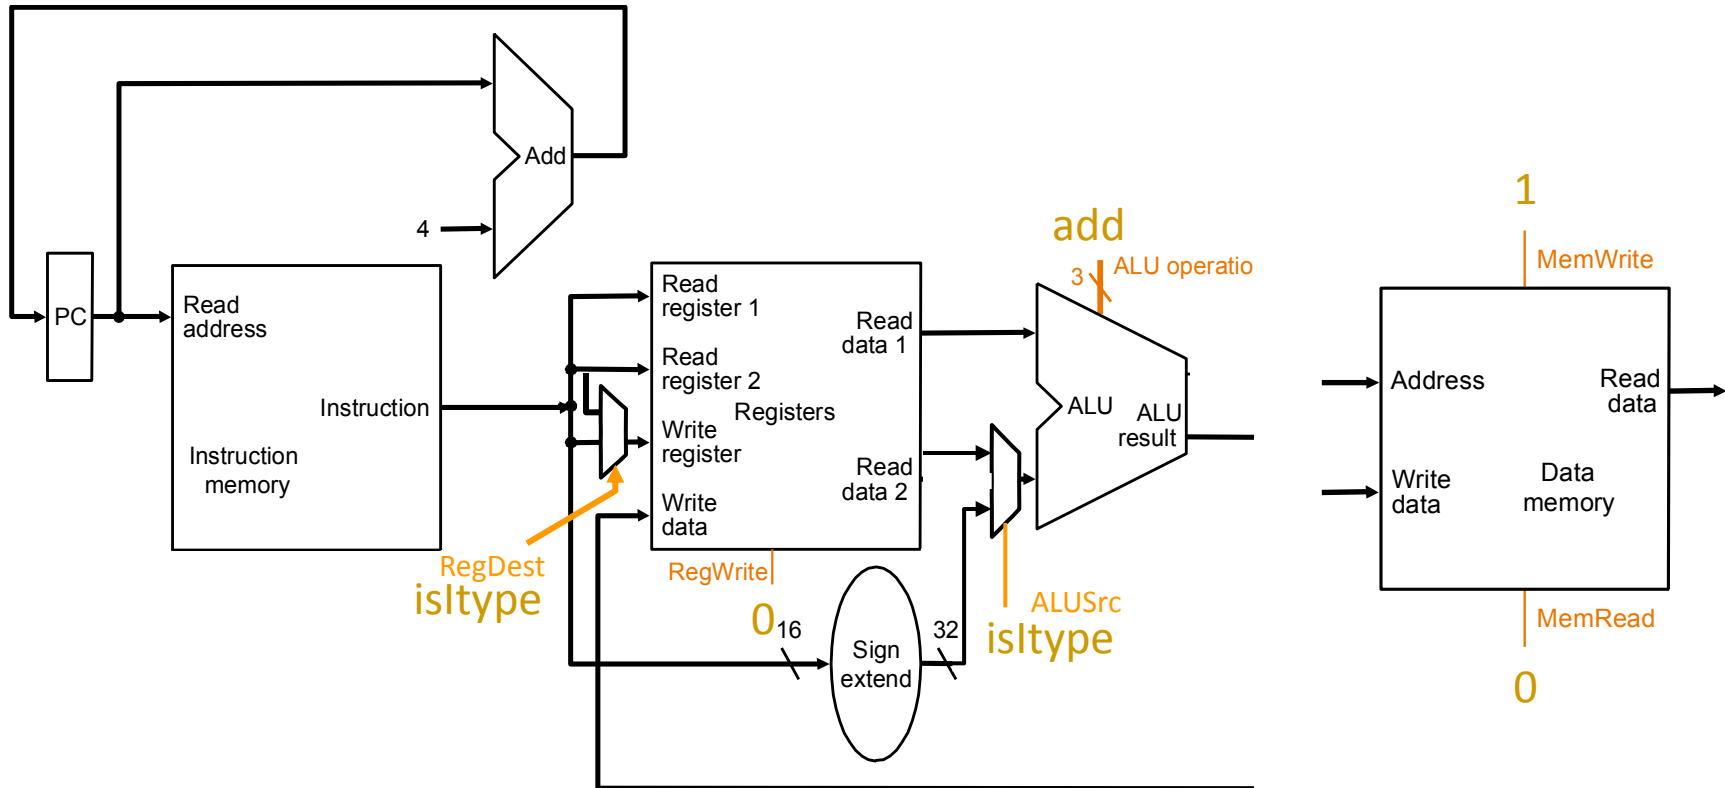 Add
4
PC
Read
address
Instruction
Instruction
memory
RegDest
isItype
Read
register 1
Read
register 2
Registers
Write
register
Write
data
Read
data 1
Read
data 2
RegWrite
0
16
Sign
extend
32
add
3
ALU operatio
ALU
ALU
result
ALUSrc
isItype
1
MemWrite
Address
Read
data
Write
data
Data
memory
MemRead
0